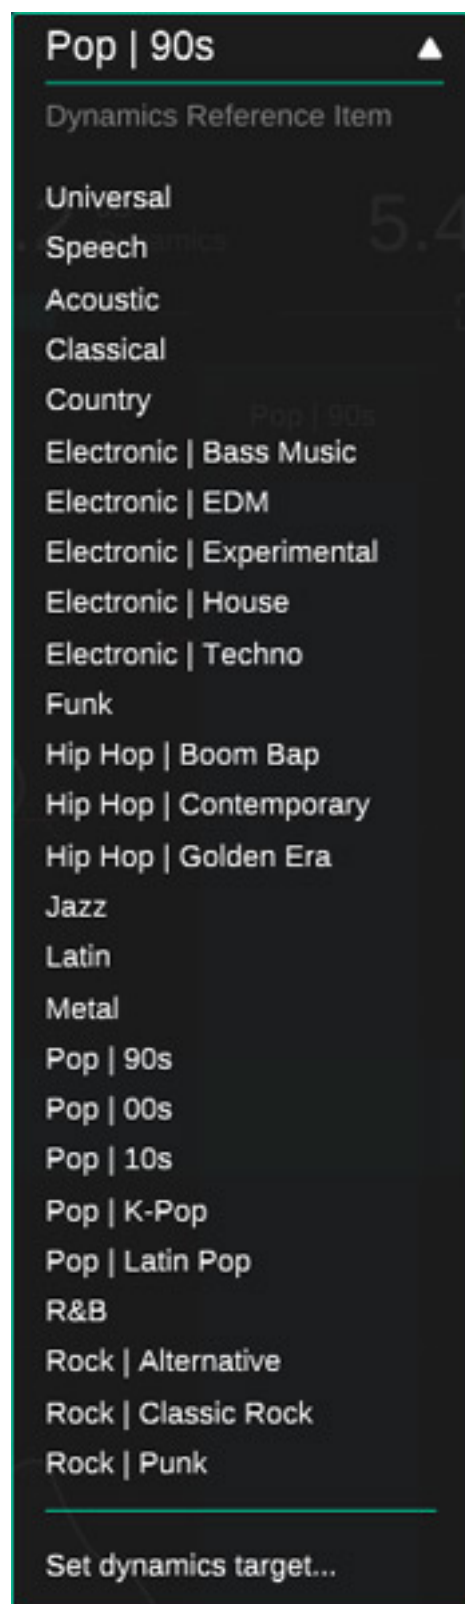 Pop | 90s
Dynamics Reference Item
Universal
Speech
Acoustic
Classical
Country
Electronic | Bass Music
Electronic | EDM
Electronic | Experimental
Electronic | House
Electronic | Techno
Funk
Hip Hop | Boom Bap
Hip Hop | Contemporary
Hip Hop | Golden Era
Jazz
Latin
Metal
Pop | 90s
Pop | 00s
Pop | 10s
Pop | K-Pop
Pop | Latin Pop
R&B
Rock | Alternative
Rock | Classic Rock
Rock | Punk
Set dynamics target...